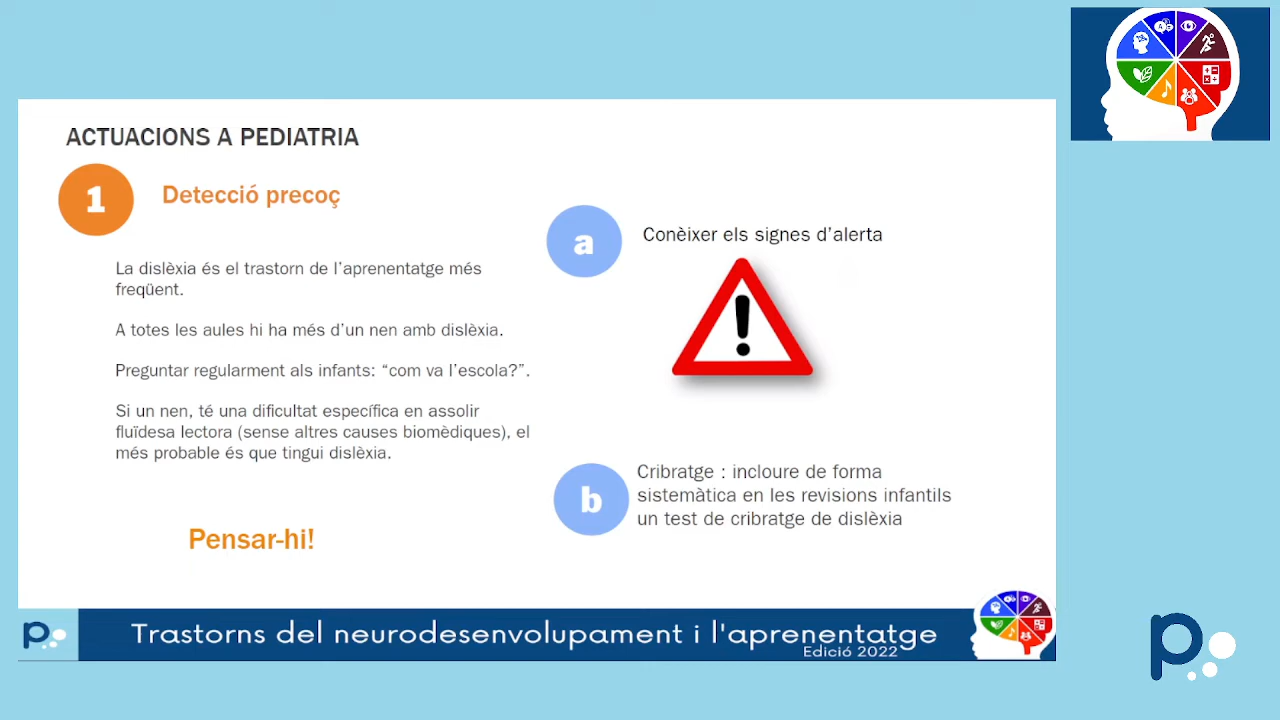 ACTUACIONS A PEDIATRIA
1
Detecció precoç
La dislèxia és el trastorn de l’aprenentatge més
freqüent.
A totes les aules hi ha més d’un nen amb dislèxia.
Preguntar regularment als infants: “com va l’escola?”.
Si un nen, té una dificultat específica en assolir
fluïdesa lectora (sense altres causes biomèdiques), el
més probable és que tingui dislèxia.
Pensar-hi!
a
Conèixer els signes d’alerta
!
b
Cribratge : incloure de forma
sistemàtica en les revisions infantils
un test de cribratge de dislèxia
p
Trastorns del neurodesenvolupament i l'aprenentatge
Edició 2022
p